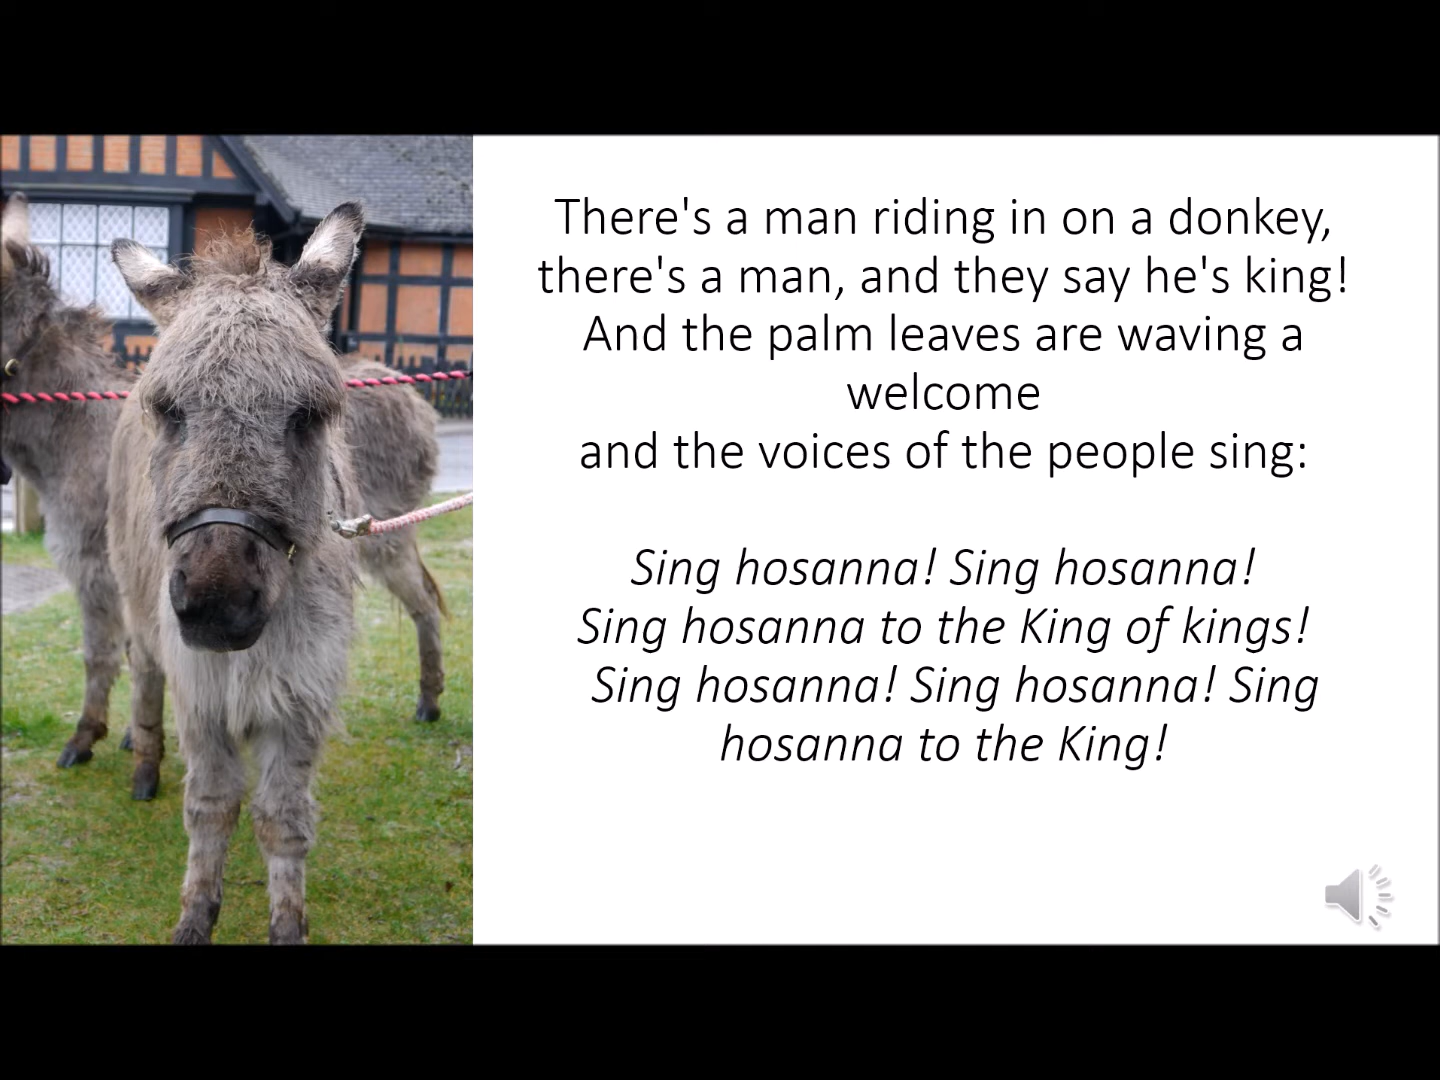 There's a man riding in on a donkey,
there's a man, and they say he's king!
And the palm leaves are waving a
welcome
and the voices of the people sing:
Sing hosanna! Sing hosanna!
Sing hosanna to the King of kings!
Sing hosanna! Sing hosanna! Sing
hosanna to the King!